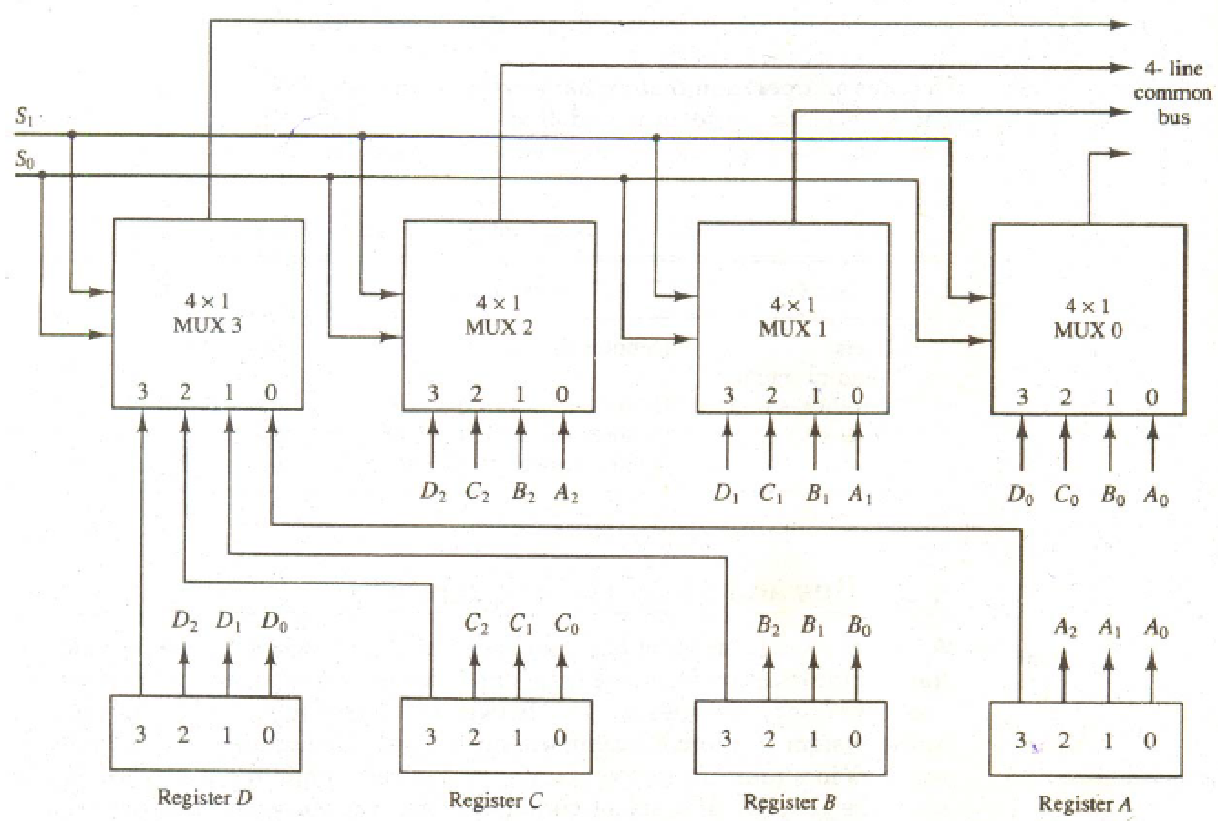 4- line
common
bus
S₁
S₀
4 × 1
MUX 3
3 2 1 0
4 × 1
MUX 2
3 2 1 0
4 × 1
MUX 1
3 2 1 0
4 × 1
MUX 0
3 2 1 0
D₂ C₂ B₂ A₂
D₁ C₁ B₁ A₁
D₀ C₀ B₀ A₀
D₂ D₁ D₀
C₂ C₁ C₀
B₂ B₁ B₀
A₂ A₁ A₀
3 2 1 0
3 2 1 0
3 2 1 0
3 2 1 0
Register D
Register C
Register B
Register A